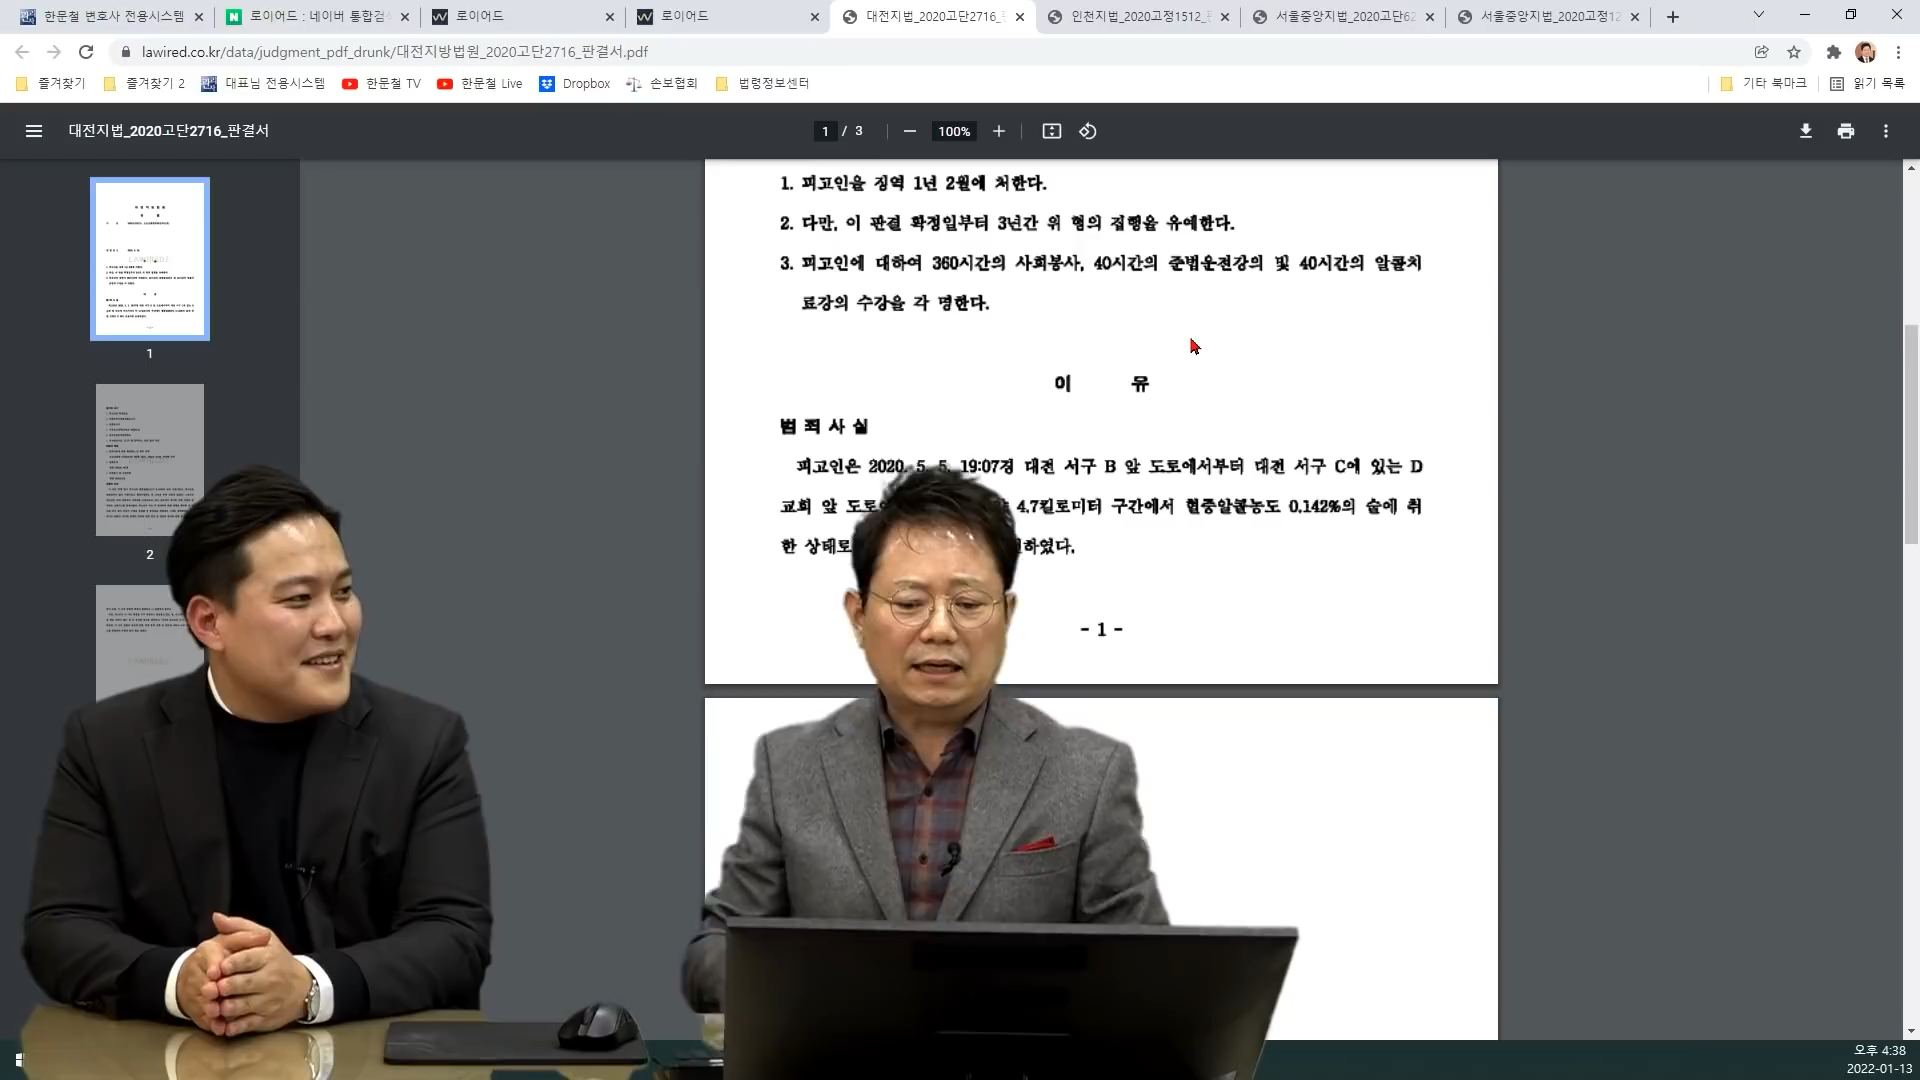 한문철 변호사 전용시스템
로이어드 : 네이버 통합검색
로이어드
로이어드
대전지법_2020고단2716_
인천지법_2020고정1512_
서울중앙지법_2020고단62
서울중앙지법_2020고정12
lawired.co.kr/data/judgment_pdf_drunk/대전지방법원_2020고단2716_판결서.pdf
즐겨찾기
즐겨찾기 2
대표님 전용시스템
한문철 TV
한문철 Live
Dropbox
손보협회
법령정보센터
기타 북마크
읽기 목록
대전지법_2020고단2716_판결서
1 / 3
100%
1
2
1. 피고인을 징역 1년 2월에 처한다.
2. 다만, 이 판결 확정일부터 3년간 위 형의 집행을 유예한다.
3. 피고인에 대하여 360시간의 사회봉사, 40시간의 준법운전강의 및 40시간의 알콜치
료강의 수강을 각 명한다.
이 유
범 죄 사 실
피고인은 2020. 5. 5. 19:07경 대전 서구 B 앞 도로에서부터 대전 서구 C에 있는 D
교회 앞 4.7킬로미터 구간에서 혈중알콜농도 0.142%의 술에 취
한 상태로 하였다.
- 1 -
오후 4:38
2022-01-13